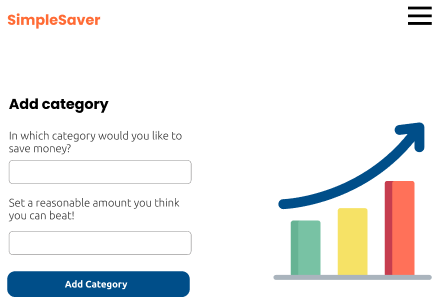 SimpleSaver
Add category
In which category would you like to
save money?
Set a reasonable amount you think
you can beat!
Add Category